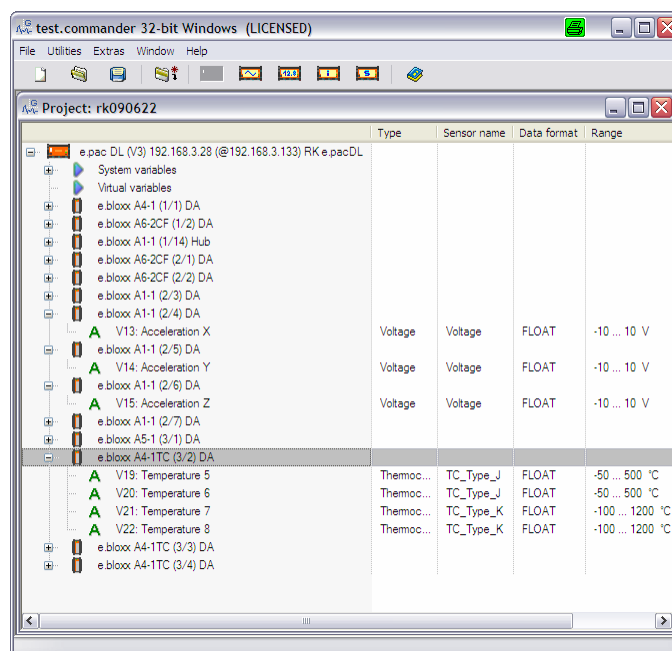 test.commander 32-bit Windows (LICENSED)
File Utilities Extras Window Help
12.8 i S
Project: rk090622
Type Sensor name Data format Range
e.pac DL (V3) 192.168.3.28 (@192.168.3.133) RK e.pacDL
System variables
Virtual variables
e.bloxx A4-1 (1/1) DA
e.bloxx A6-2CF (1/2) DA
e.bloxx A1-1 (1/14) Hub
e.bloxx A6-2CF (2/1) DA
e.bloxx A6-2CF (2/2) DA
e.bloxx A1-1 (2/3) DA
e.bloxx A1-1 (2/4) DA
A V13: Acceleration X Voltage Voltage FLOAT -10 ... 10 V
e.bloxx A1-1 (2/5) DA
A V14: Acceleration Y Voltage Voltage FLOAT -10 ... 10 V
e.bloxx A1-1 (2/6) DA
A V15: Acceleration Z Voltage Voltage FLOAT -10 ... 10 V
e.bloxx A1-1 (2/7) DA
e.bloxx A5-1 (3/1) DA
e.bloxx A4-1TC (3/2) DA
A V19: Temperature 5 Thermoc... TC_Type_J FLOAT -50 ... 500 °C
A V20: Temperature 6 Thermoc... TC_Type_J FLOAT -50 ... 500 °C
A V21: Temperature 7 Thermoc... TC_Type_K FLOAT -100 ... 1200 °C
A V22: Temperature 8 Thermoc... TC_Type_K FLOAT -100 ... 1200 °C
e.bloxx A4-1TC (3/3) DA
e.bloxx A4-1TC (3/4) DA